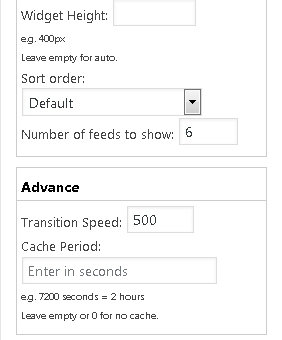 Widget Height:
e.g. 400px
Leave empty for auto.
Sort order:
Default
Number of feeds to show: 6
Advance
Transition Speed: 500
Cache Period:
Enter in seconds
e.g. 7200 seconds = 2 hours
Leave empty or 0 for no cache.